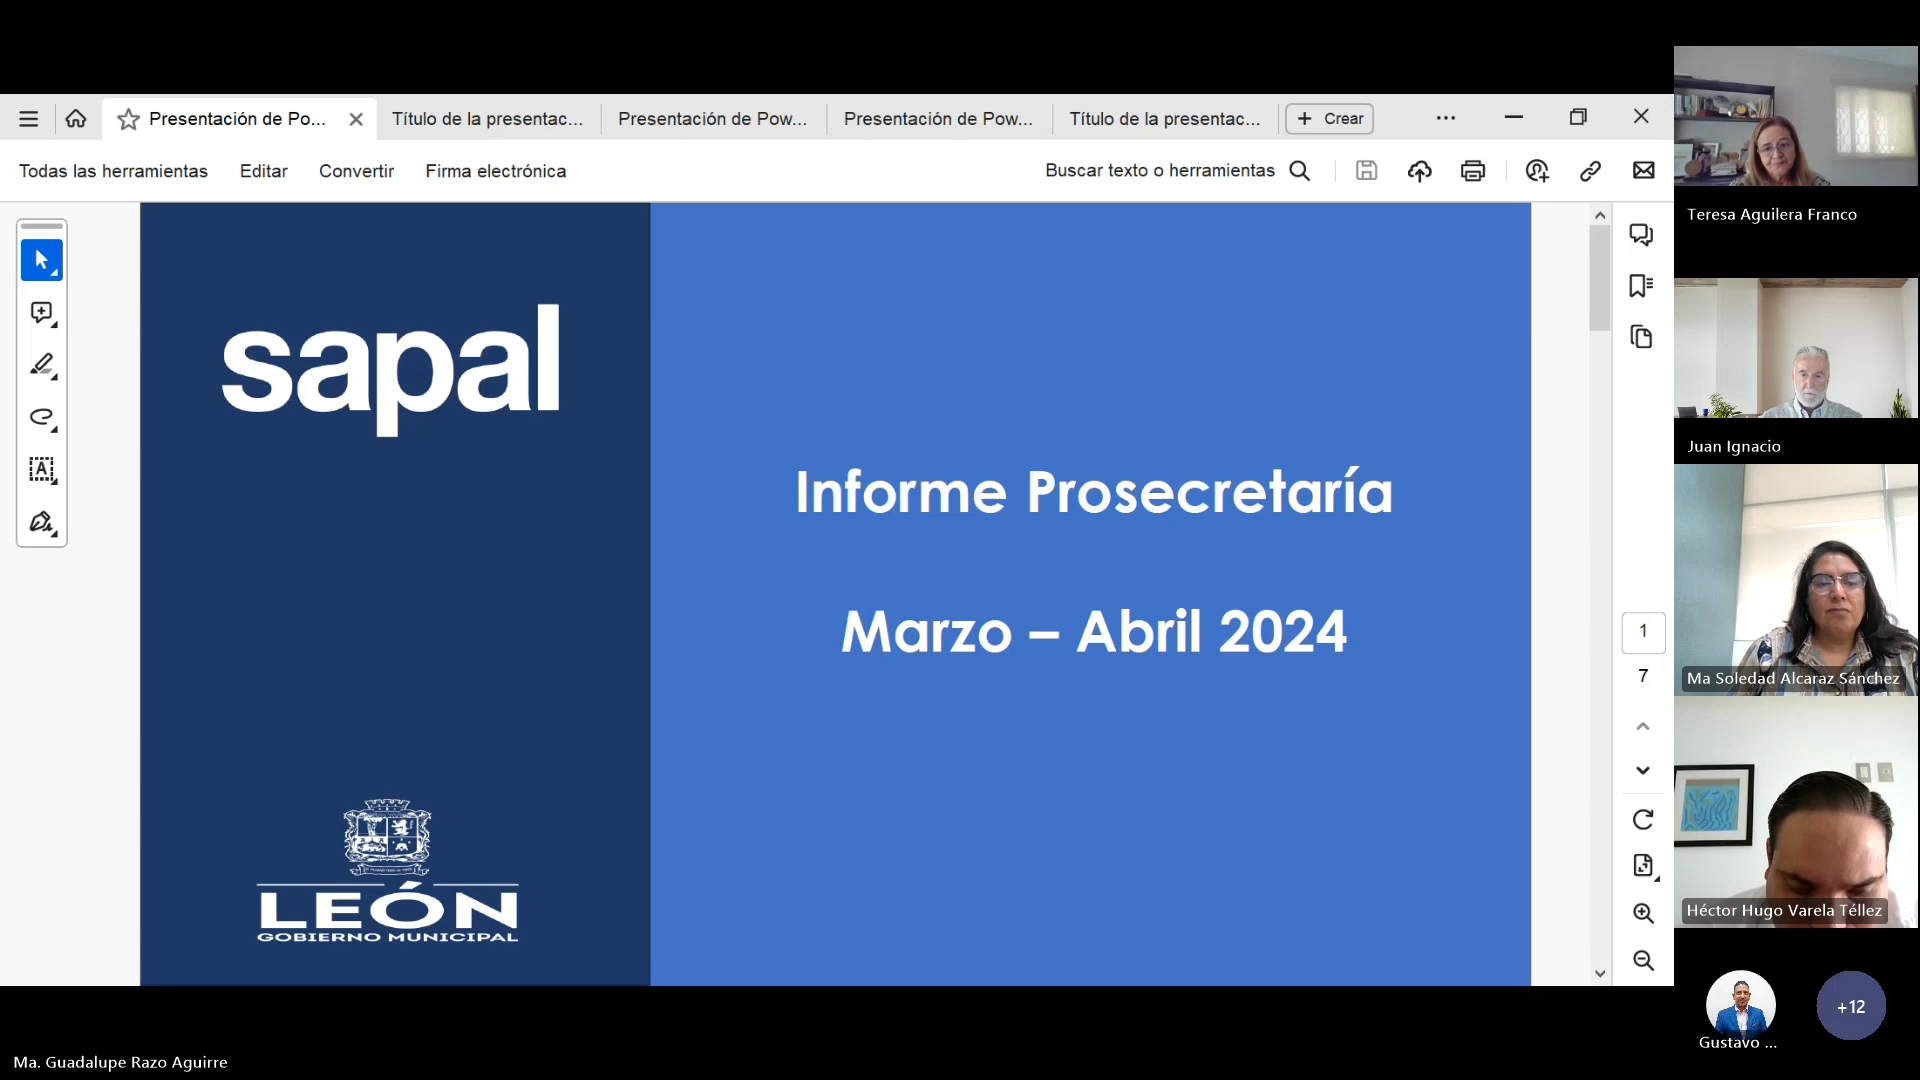 Presentación de Po...
Título de la presentac...
Presentación de Pow...
Presentación de Pow...
Título de la presentac...
+ Crear
Todas las herramientas
Editar
Convertir
Firma electrónica
Buscar texto o herramientas
sapal
Informe Prosecretaría
Marzo – Abril 2024
LEÓN
GOBIERNO MUNICIPAL
1
7
Teresa Aguilera Franco
Juan Ignacio
Ma Soledad Alcaraz Sánchez
Héctor Hugo Varela Téllez
Gustavo ...
+12
Ma. Guadalupe Razo Aguirre